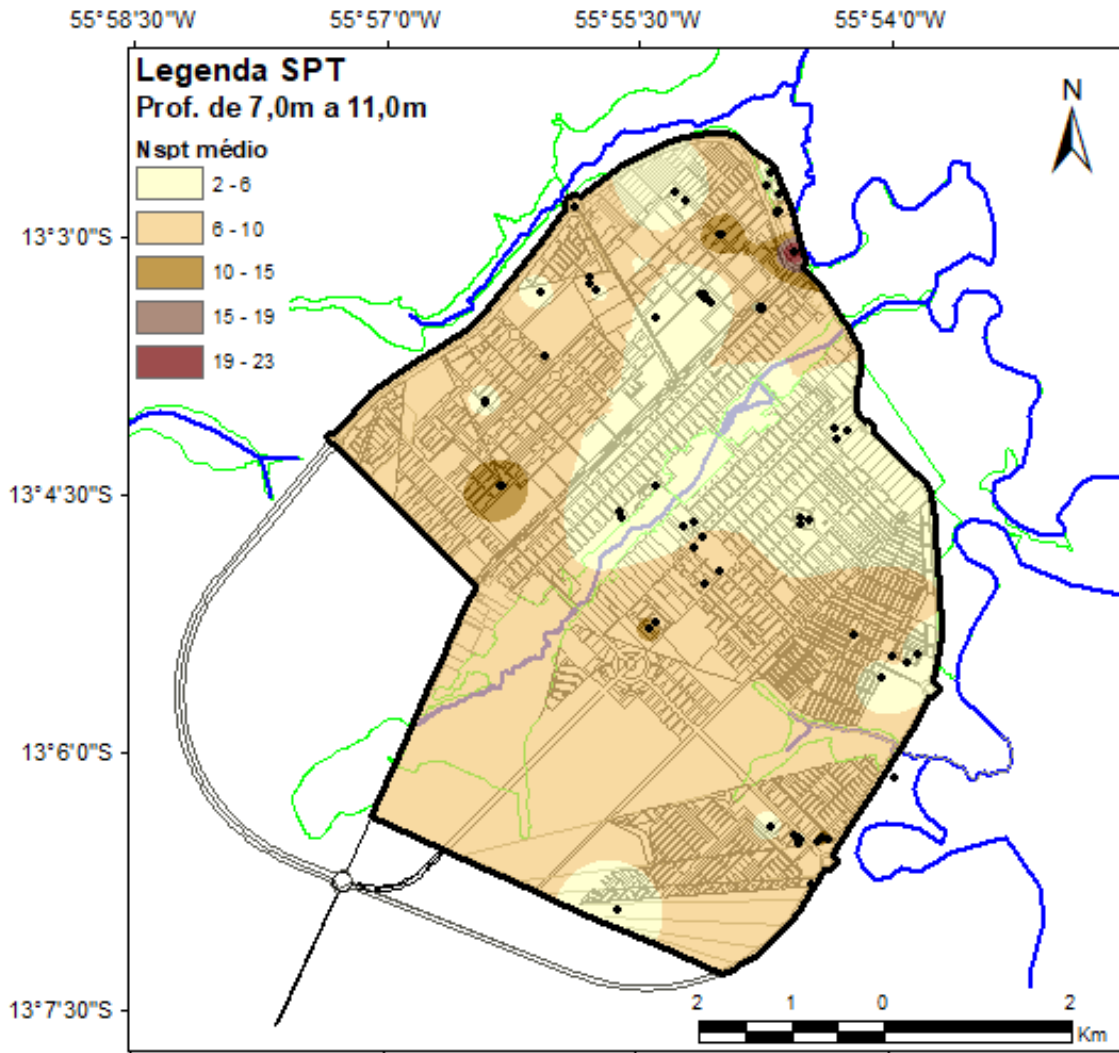 55°58'30"W 55°57'0"W 55°55'30"W 55°54'0"W
Legenda SPT
Prof. de 7,0m a 11,0m
Nspt médio
2 - 6
6 - 10
10 - 15
15 - 19
19 - 23
N
13°3'0"S
13°4'30"S
13°6'0"S
13°7'30"S
2 1 0 2
Km